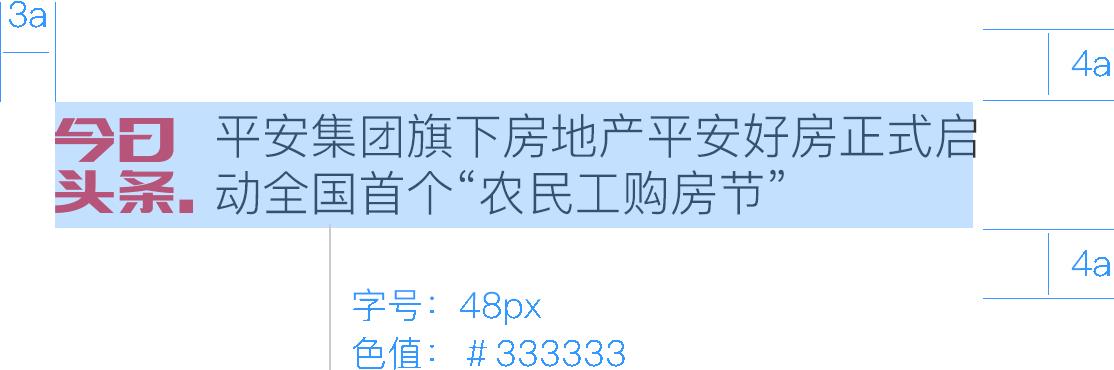 3a
4a
今日
头条.
平安集团旗下房地产平安好房正式启
动全国首个“农民工购房节”
4a
字号：48px
色值：#333333